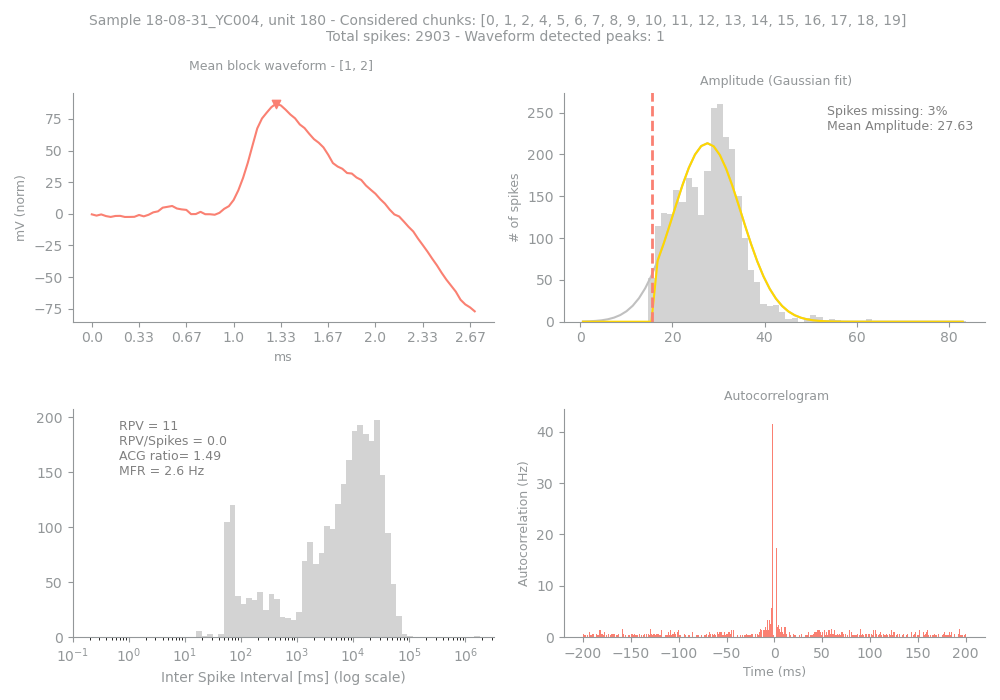 Sample 18-08-31_YC004, unit 180 - Considered chunks: [0, 1, 2, 4, 5, 6, 7, 8, 9, 10, 11, 12, 13, 14, 15, 16, 17, 18, 19]
Total spikes: 2903 - Waveform detected peaks: 1
Mean block waveform - [1, 2]
75
50
25
0
−25
−50
−75
mV (norm)
0.0 0.33 0.67 1.0 1.33 1.67 2.0 2.33 2.67
ms
Amplitude (Gaussian fit)
Spikes missing: 3%
Mean Amplitude: 27.63
250
200
150
100
50
0
# of spikes
0 20 40 60 80
RPV = 11
RPV/Spikes = 0.0
ACG ratio= 1.49
MFR = 2.6 Hz
200
150
100
50
0
10⁻¹ 10⁰ 10¹ 10² 10³ 10⁴ 10⁵ 10⁶
Inter Spike Interval [ms] (log scale)
Autocorrelogram
40
30
20
10
0
Autocorrelation (Hz)
−200 −150 −100 −50 0 50 100 150 200
Time (ms)